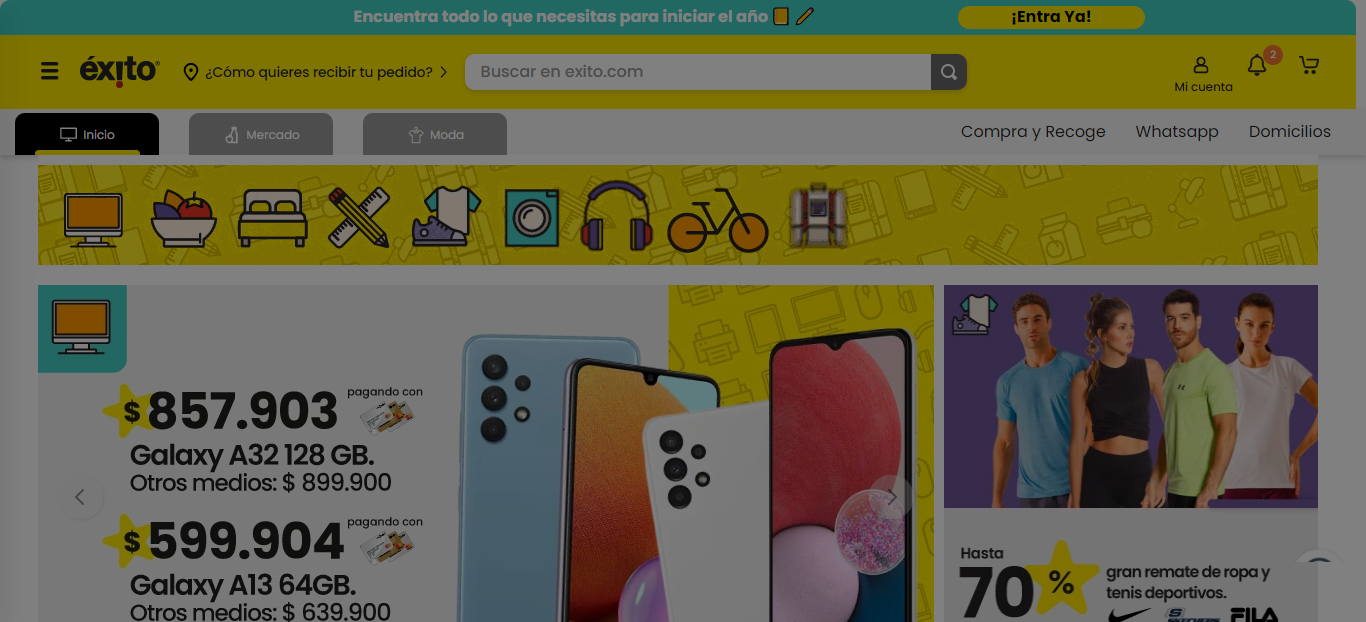 Encuentra todo lo que necesitas para iniciar el año
¡Entra Ya!
éxito
¿Cómo quieres recibir tu pedido?
Buscar en exito.com
Mi cuenta
2
Inicio
Mercado
Moda
Compra y Recoge
Whatsapp
Domicilios
$ 857.903
pagando con
Galaxy A32 128 GB.
Otros medios: $ 899.900
$ 599.904
pagando con
Galaxy A13 64GB.
Otros medios: $ 639.900
Hasta
70 %
gran remate de ropa y
tenis deportivos.
SKECHERS
FILA